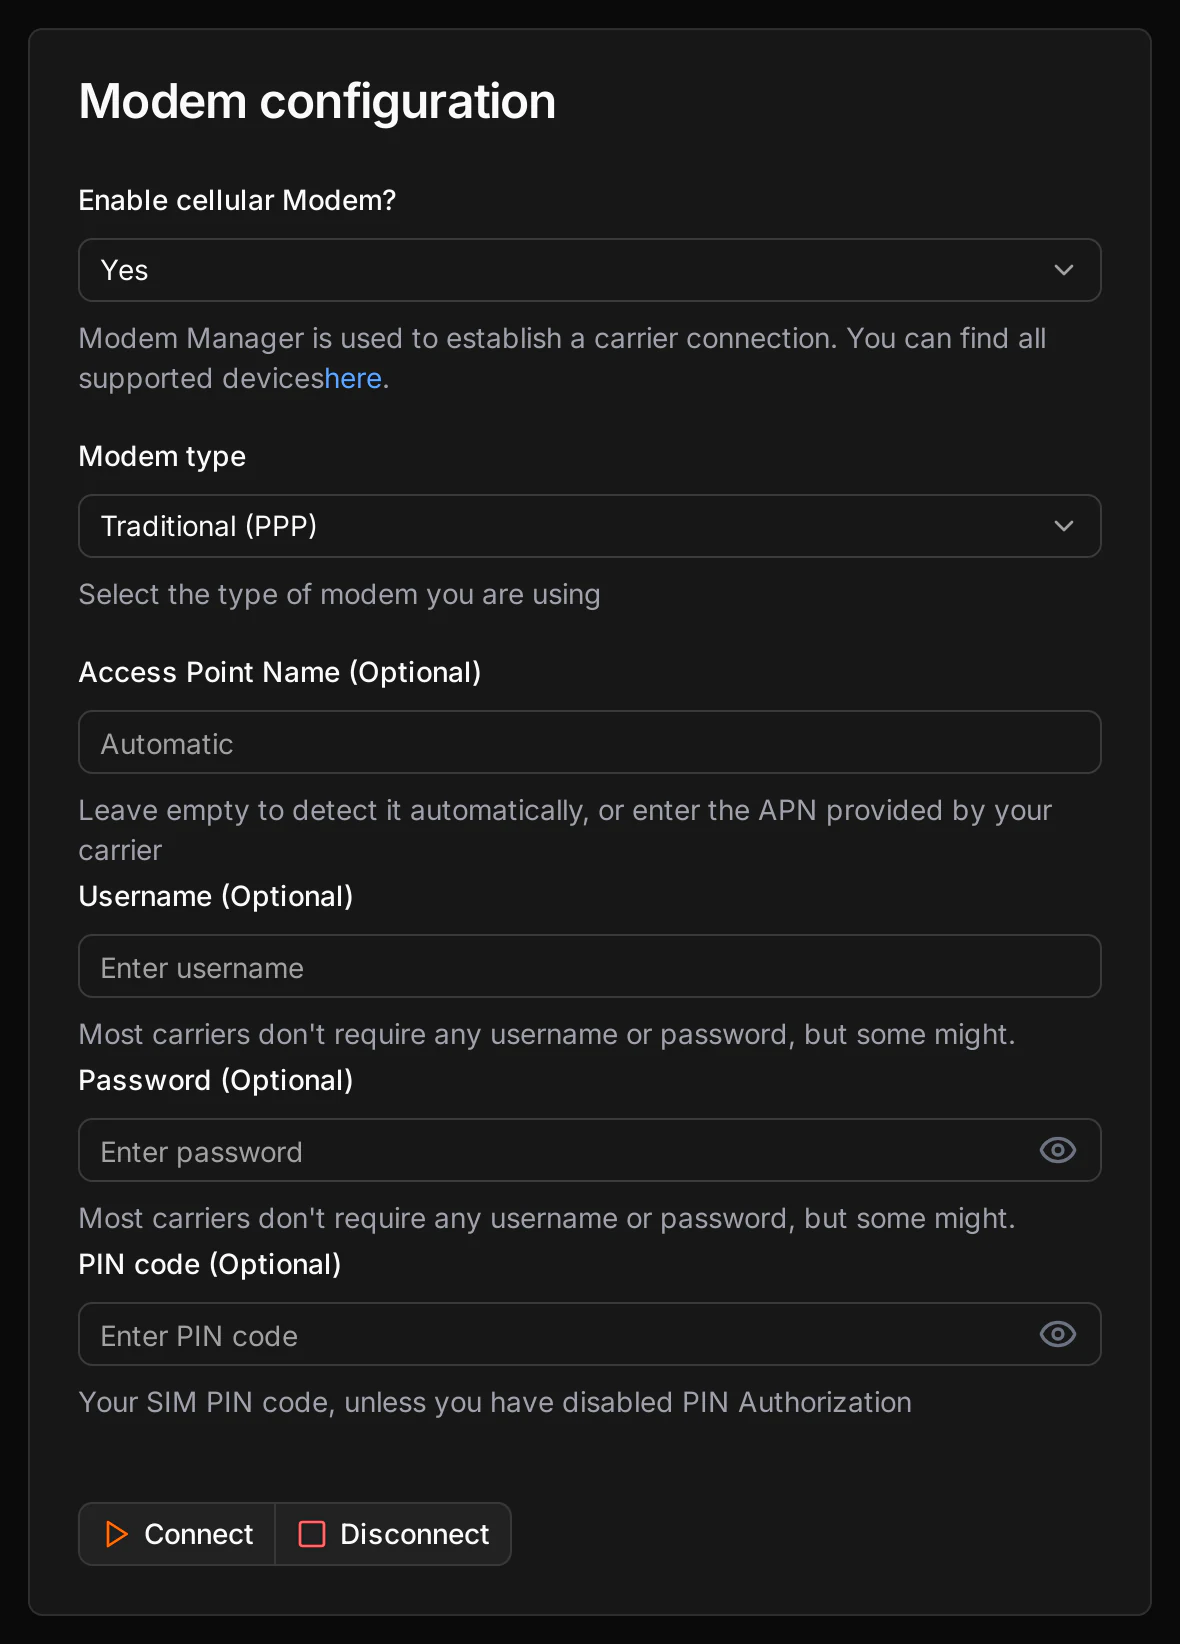 Modem configuration
Enable cellular Modem?
Yes
Modem Manager is used to establish a carrier connection. You can find all
supported deviceshere.
Modem type
Traditional (PPP)
Select the type of modem you are using
Access Point Name (Optional)
Automatic
Leave empty to detect it automatically, or enter the APN provided by your
carrier
Username (Optional)
Enter username
Most carriers don't require any username or password, but some might.
Password (Optional)
Enter password
Most carriers don't require any username or password, but some might.
PIN code (Optional)
Enter PIN code
Your SIM PIN code, unless you have disabled PIN Authorization
Connect
Disconnect